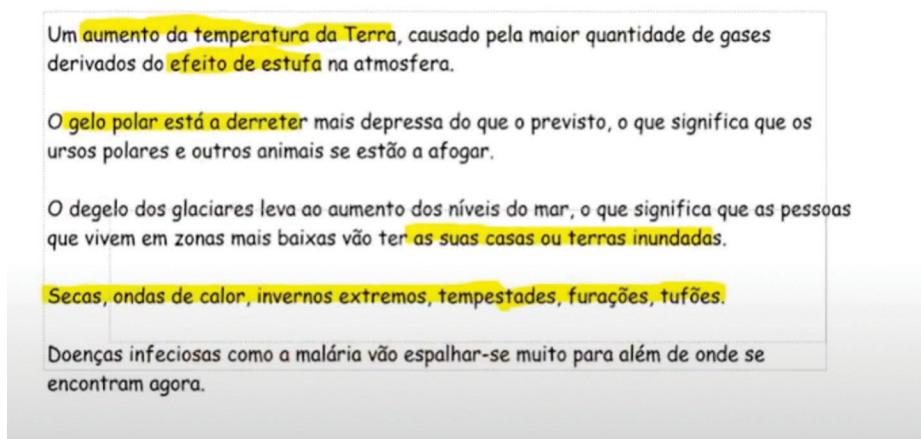 Um aumento da temperatura da Terra, causado pela maior quantidade de gases
derivados do efeito de estufa na atmosfera.
O gelo polar está a derreter mais depressa do que o previsto, o que significa que os
ursos polares e outros animais se estão a afogar.
O degelo dos glaciares leva ao aumento dos níveis do mar, o que significa que as pessoas
que vivem em zonas mais baixas vão ter as suas casas ou terras inundadas.
Secas, ondas de calor, invernos extremos, tempestades, furações, tufões.
Doenças infeciosas como a malária vão espalhar-se muito para além de onde se
encontram agora.